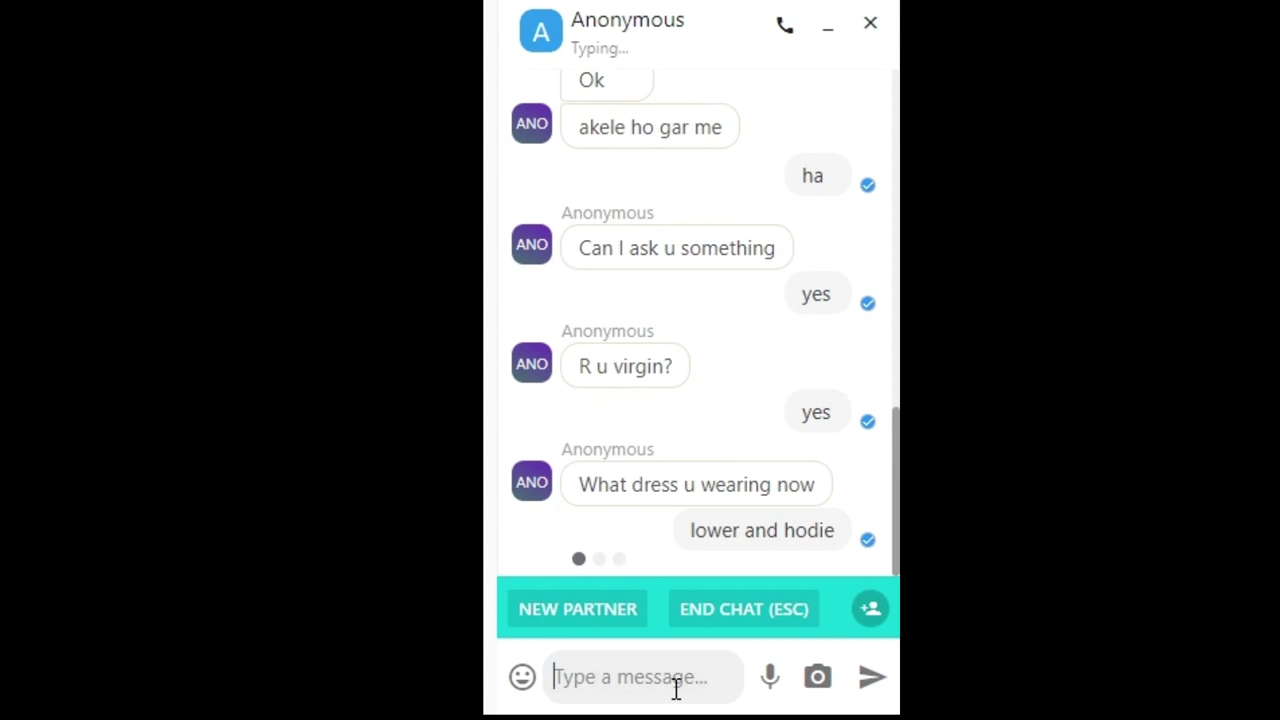 A
Anonymous
Typing...
Ok
ANO
akele ho gar me
ha
Anonymous
ANO
Can I ask u something
yes
Anonymous
ANO
R u virgin?
yes
Anonymous
ANO
What dress u wearing now
lower and hodie
NEW PARTNER
END CHAT (ESC)
Type a message...